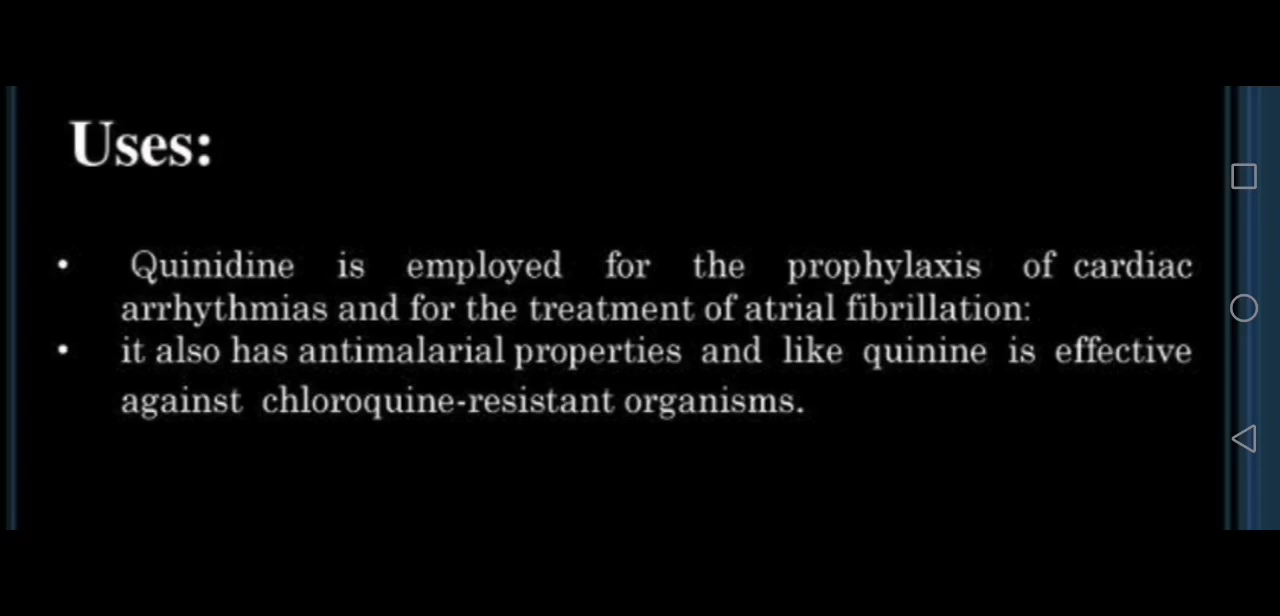 Uses:
• Quinidine is employed for the prophylaxis of cardiac
arrhythmias and for the treatment of atrial fibrillation:
• it also has antimalarial properties and like quinine is effective
against chloroquine-resistant organisms.